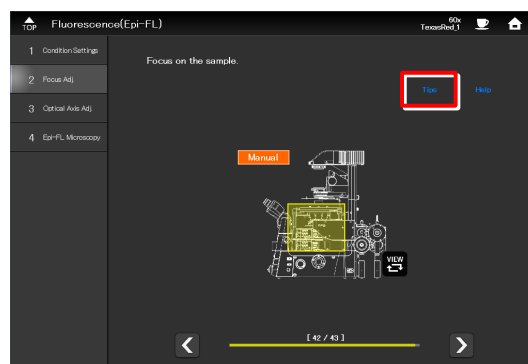 TOP
Fluorescence(Epi-FL)
60x
TexasRed_1
1 Condition Settings
2 Focus Adj.
3 Optical Axis Adj.
4 Epi-FL Microscopy
Focus on the sample.
Tips
Help
Manual
VIEW
[ 42 / 43 ]